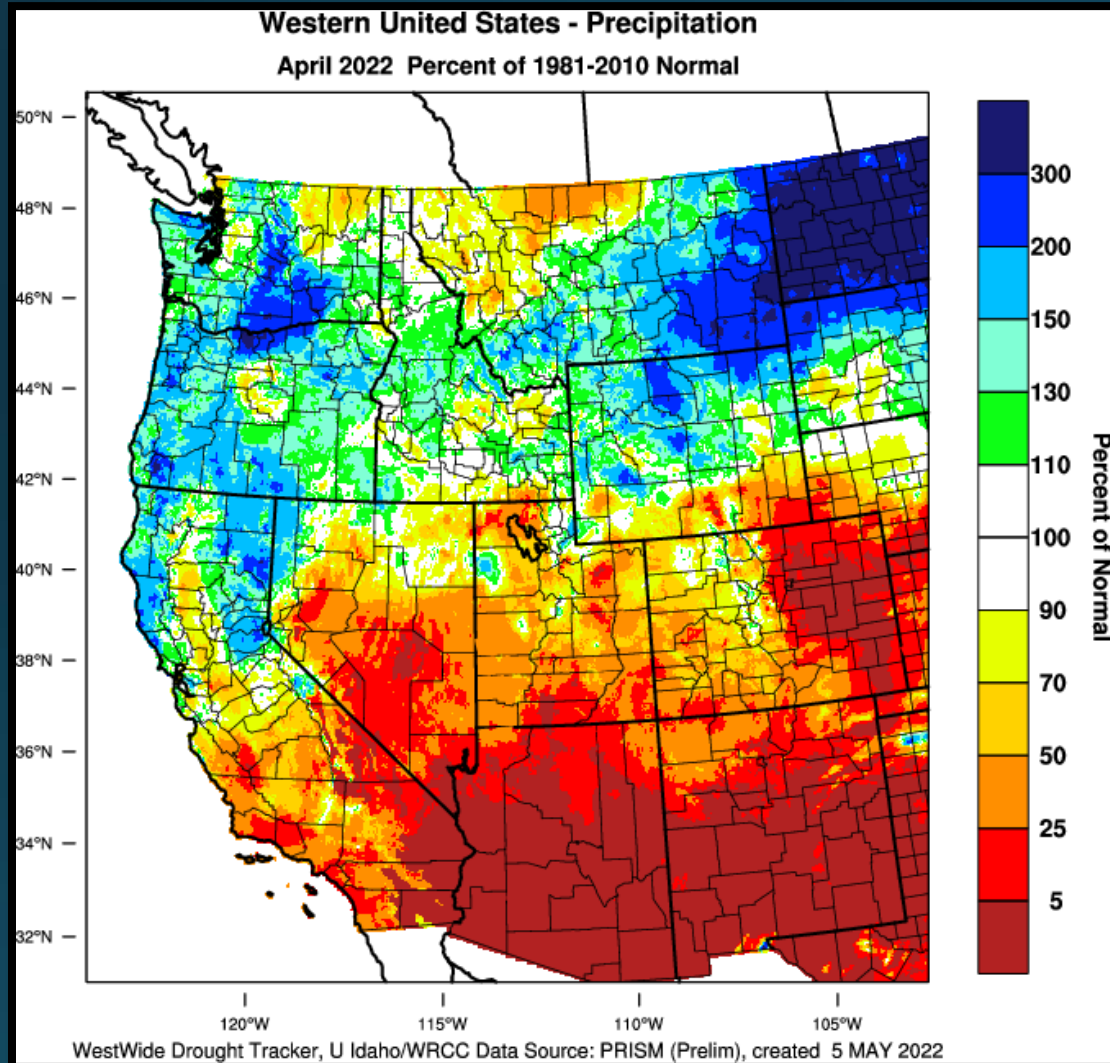 Western United States - Precipitation
April 2022 Percent of 1981-2010 Normal
50°N
48°N
46°N
44°N
42°N
40°N
38°N
36°N
34°N
32°N
120°W
115°W
110°W
105°W
300
200
150
130
110
100
90
70
50
25
5
Percent of Normal
WestWide Drought Tracker, U Idaho/WRCC Data Source: PRISM (Prelim), created 5 MAY 2022